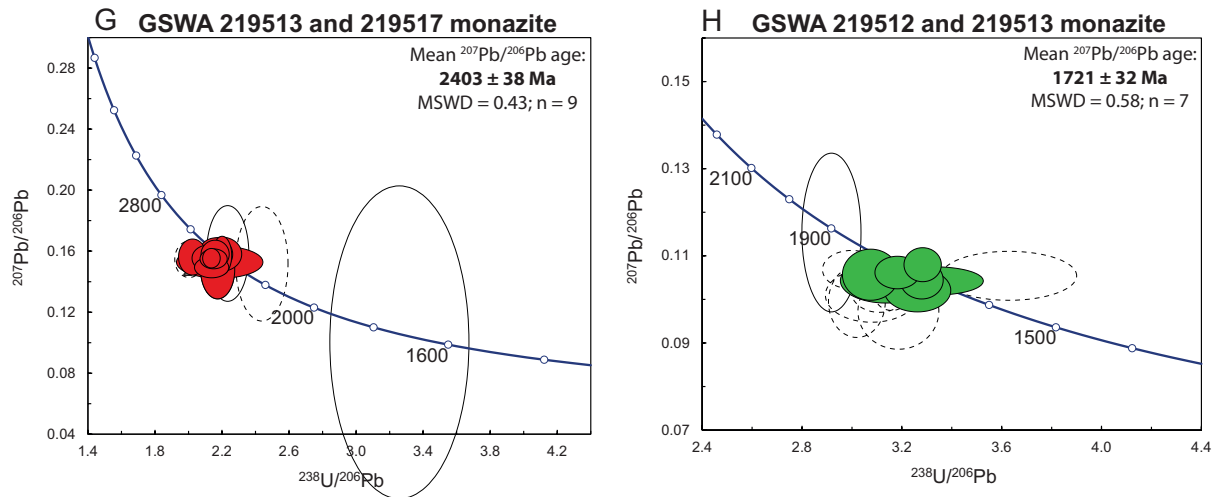 G GSWA 219513 and 219517 monazite
Mean ²⁰⁷Pb/²⁰⁶Pb age:
2403 ± 38 Ma
MSWD = 0.43; n = 9
0.28
0.24
0.20
0.16
0.12
0.08
0.04
²⁰⁷Pb/²⁰⁶Pb
2800
2000
1600
1.4 1.8 2.2 2.6 3.0 3.4 3.8 4.2
²³⁸U/²⁰⁶Pb
H GSWA 219512 and 219513 monazite
Mean ²⁰⁷Pb/²⁰⁶Pb age:
1721 ± 32 Ma
MSWD = 0.58; n = 7
0.15
0.13
0.11
0.09
0.07
²⁰⁷Pb/²⁰⁶Pb
2100
1900
1500
2.4 2.8 3.2 3.6 4.0 4.4
²³⁸U/²⁰⁶Pb